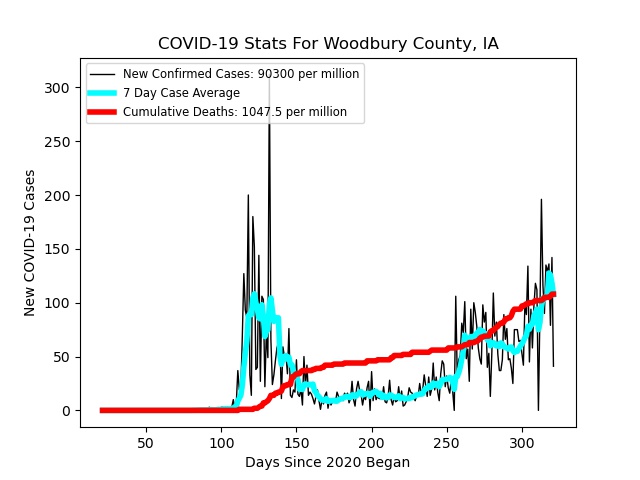 COVID-19 Stats For Woodbury County, IA
New Confirmed Cases: 90300 per million
7 Day Case Average
Cumulative Deaths: 1047.5 per million
New COVID-19 Cases
300
250
200
150
100
50
0
50 100 150 200 250 300
Days Since 2020 Began